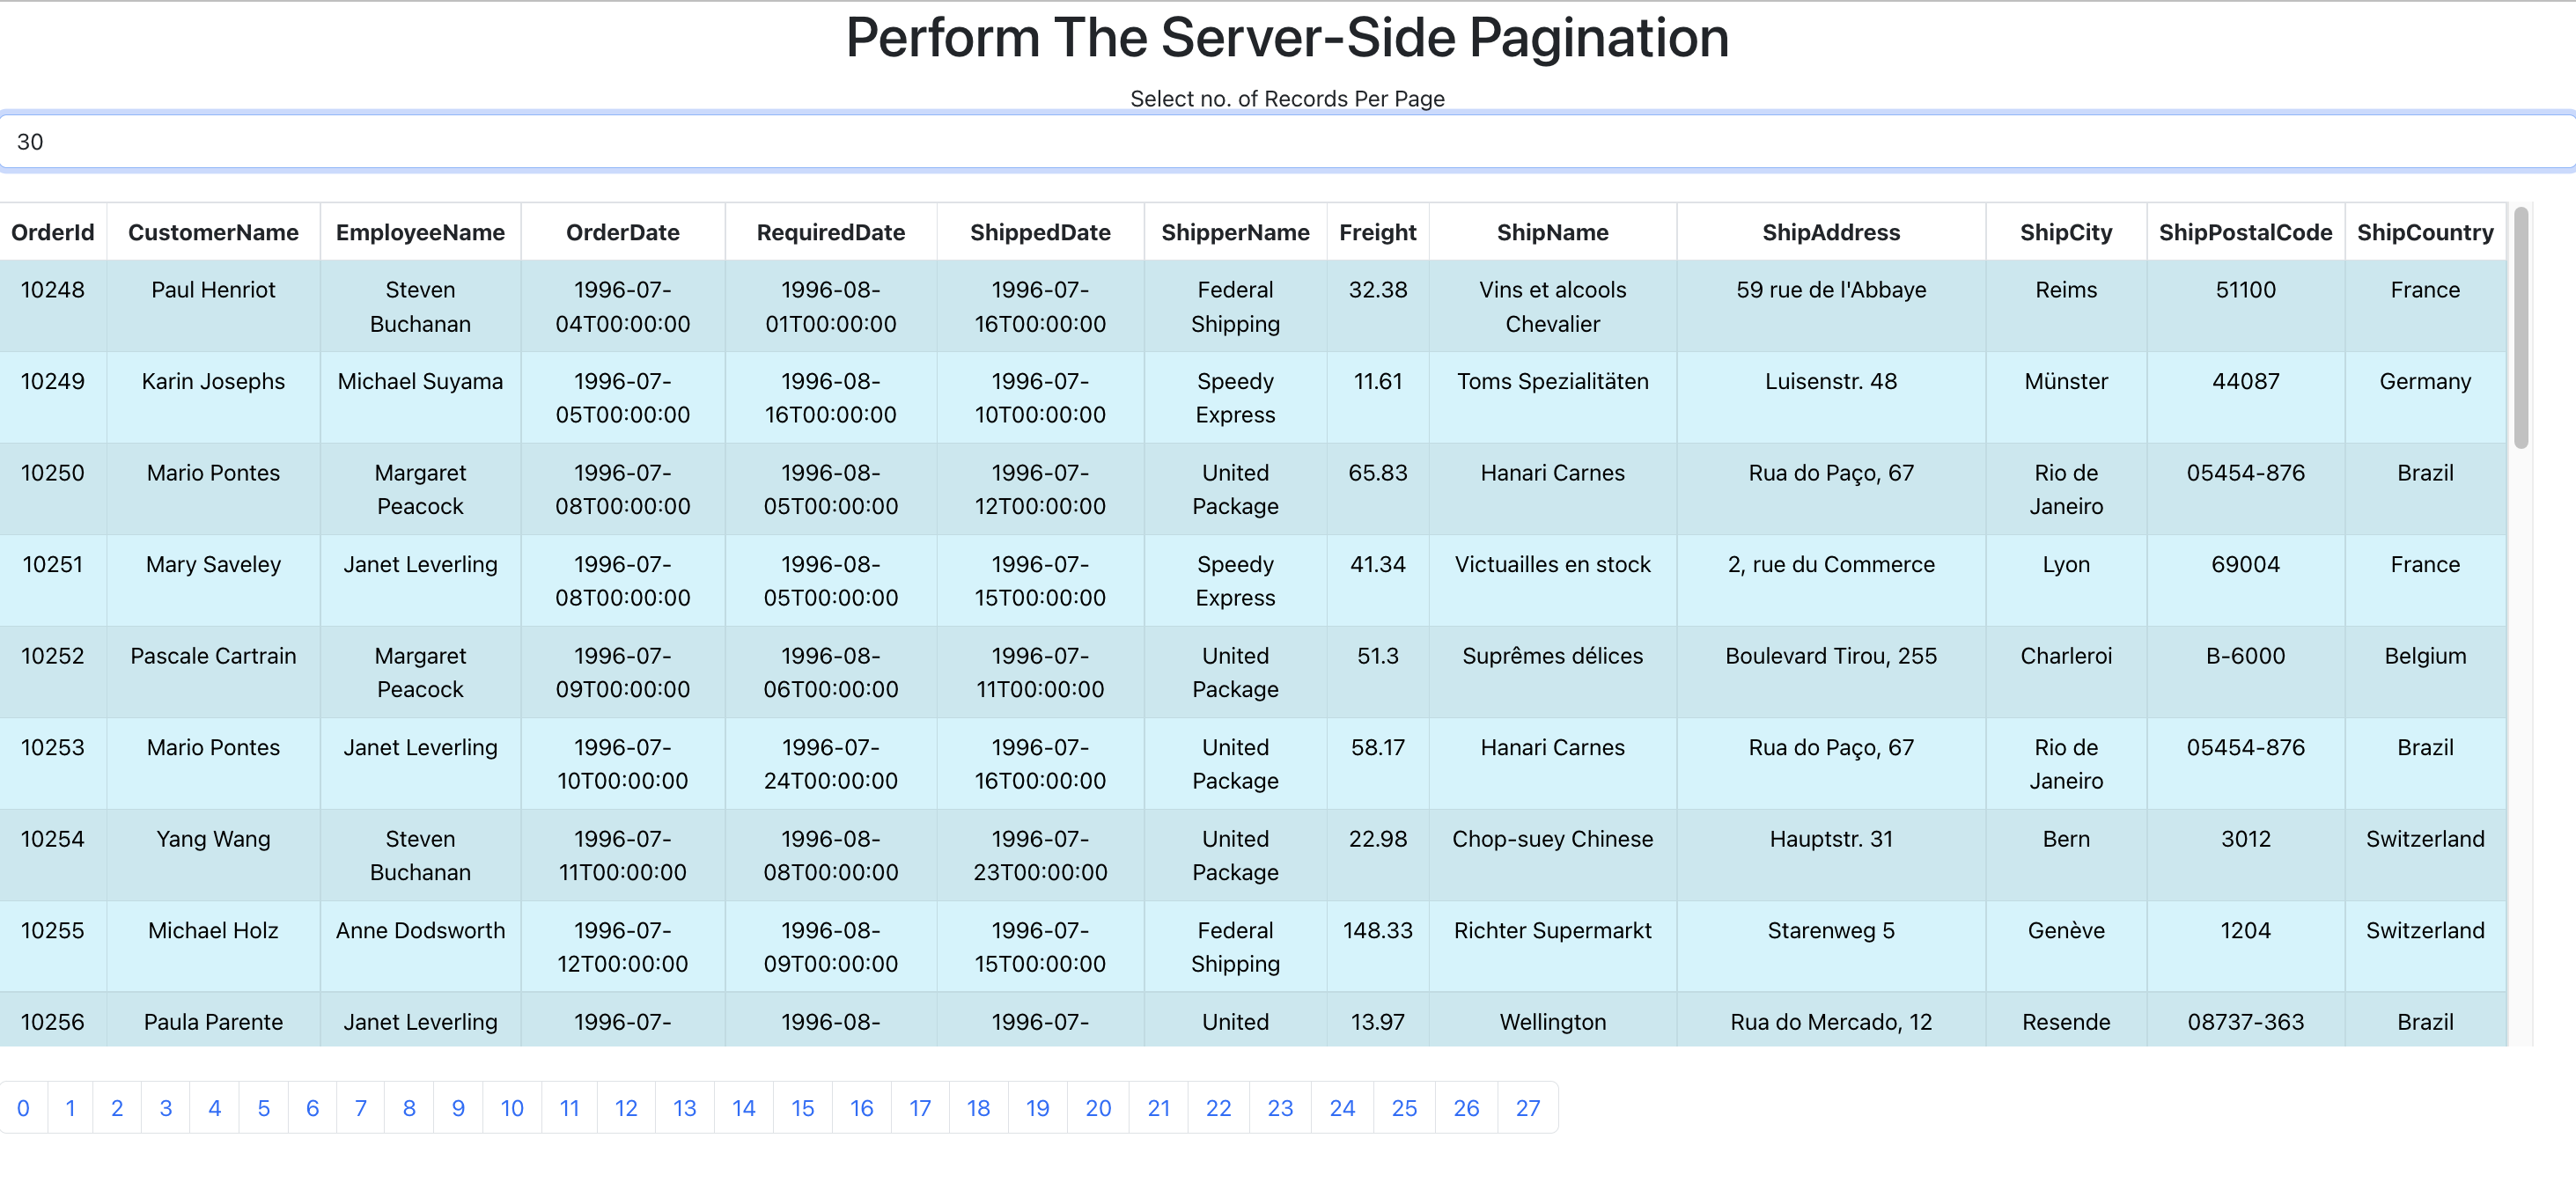 Perform The Server-Side Pagination
Select no. of Records Per Page
30
OrderId CustomerName EmployeeName OrderDate RequiredDate ShippedDate ShipperName Freight ShipName ShipAddress ShipCity ShipPostalCode ShipCountry
10248 Paul Henriot Steven 1996-07- 1996-08- 1996-07- Federal 32.38 Vins et alcools 59 rue de l'Abbaye Reims 51100 France
Buchanan 04T00:00:00 01T00:00:00 16T00:00:00 Shipping Chevalier
10249 Karin Josephs Michael Suyama 1996-07- 1996-08- 1996-07- Speedy 11.61 Toms Spezialitäten Luisenstr. 48 Münster 44087 Germany
05T00:00:00 16T00:00:00 10T00:00:00 Express
10250 Mario Pontes Margaret 1996-07- 1996-08- 1996-07- United 65.83 Hanari Carnes Rua do Paço, 67 Rio de 05454-876 Brazil
Peacock 08T00:00:00 05T00:00:00 12T00:00:00 Package Janeiro
10251 Mary Saveley Janet Leverling 1996-07- 1996-08- 1996-07- Speedy 41.34 Victuailles en stock 2, rue du Commerce Lyon 69004 France
08T00:00:00 05T00:00:00 15T00:00:00 Express
10252 Pascale Cartrain Margaret 1996-07- 1996-08- 1996-07- United 51.3 Suprêmes délices Boulevard Tirou, 255 Charleroi B-6000 Belgium
Peacock 09T00:00:00 06T00:00:00 11T00:00:00 Package
10253 Mario Pontes Janet Leverling 1996-07- 1996-07- 1996-07- United 58.17 Hanari Carnes Rua do Paço, 67 Rio de 05454-876 Brazil
10T00:00:00 24T00:00:00 16T00:00:00 Package Janeiro
10254 Yang Wang Steven 1996-07- 1996-08- 1996-07- United 22.98 Chop-suey Chinese Hauptstr. 31 Bern 3012 Switzerland
Buchanan 11T00:00:00 08T00:00:00 23T00:00:00 Package
10255 Michael Holz Anne Dodsworth 1996-07- 1996-08- 1996-07- Federal 148.33 Richter Supermarkt Starenweg 5 Genève 1204 Switzerland
12T00:00:00 09T00:00:00 15T00:00:00 Shipping
10256 Paula Parente Janet Leverling 1996-07- 1996-08- 1996-07- United 13.97 Wellington Rua do Mercado, 12 Resende 08737-363 Brazil
0 1 2 3 4 5 6 7 8 9 10 11 12 13 14 15 16 17 18 19 20 21 22 23 24 25 26 27